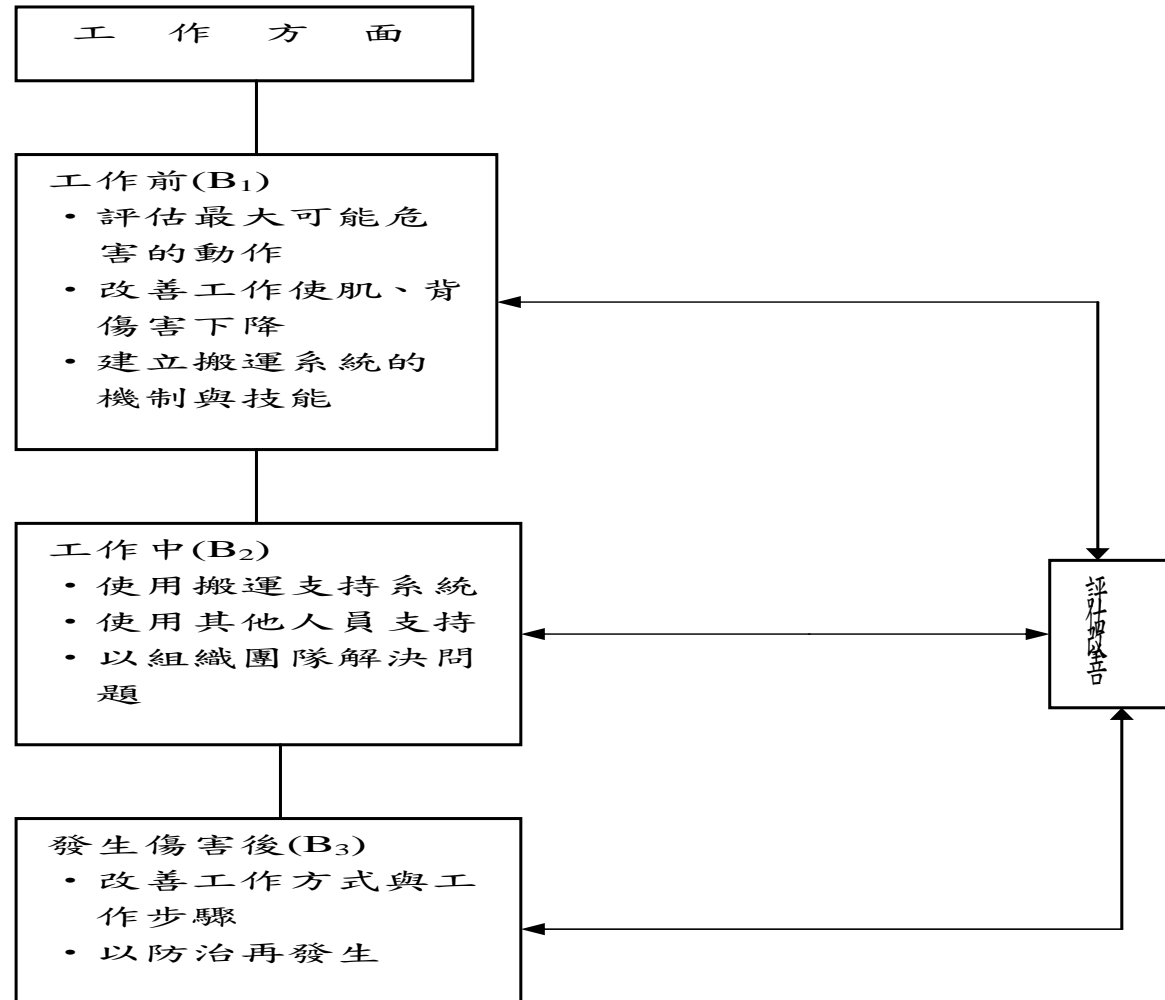 工作方面
工作前(B₁)
・評估最大可能危
害的動作
・改善工作使肌、背
傷害下降
・建立搬運系統的
機制與技能
工作中(B₂)
・使用搬運支持系統
・使用其他人員支持
・以組織團隊解決問
題
評估 改善
發生傷害後(B₃)
・改善工作方式與工
作步驟
・以防治再發生